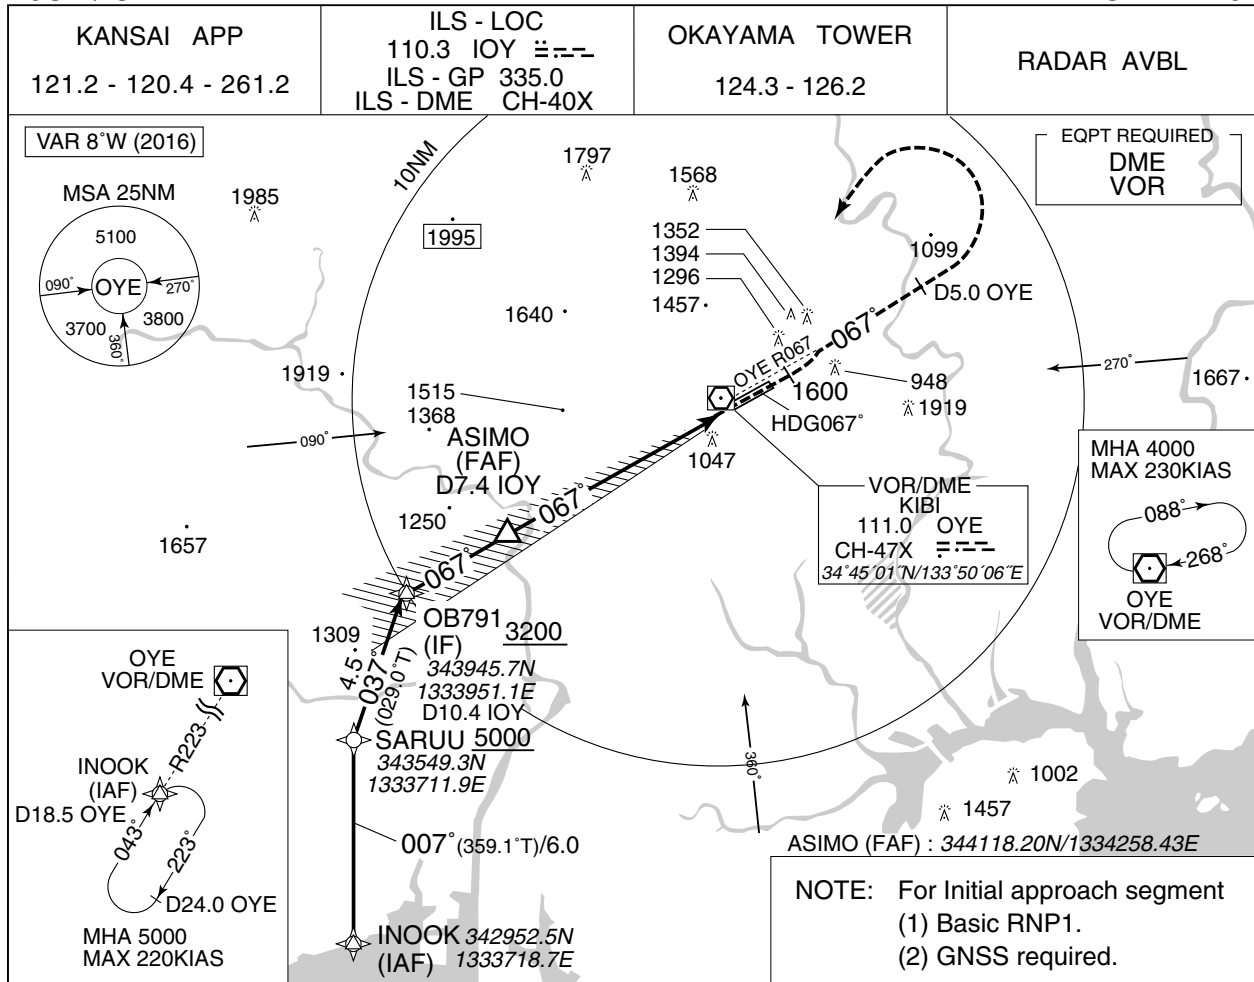 KANSAI APP
121.2 - 120.4 - 261.2
ILS - LOC
110.3 IOY
ILS - GP 335.0
ILS - DME CH-40X
OKAYAMA TOWER
124.3 - 126.2
RADAR AVBL
VAR 8°W (2016)
MSA 25NM
5100
090°
OYE
270°
3700
3800
360°
1985
10NM
1995
1797
1568
1352
1394
1296
1457
1640
EQPT REQUIRED
DME
VOR
1099
D5.0 OYE
067°
OYE R067
1600
HDG067°
948
1919
270°
1667
1919
1515
1368
090°
ASIMO
(FAF)
D7.4 IOY
067°
1047
1250
1657
067°
VOR/DME
KIBI
111.0 OYE
CH-47X
34°45´01˝N/133°50´06˝E
MHA 4000
MAX 230KIAS
088°
268°
OYE
VOR/DME
1309
OB791
(IF)
3200
343945.7N
1333951.1E
D10.4 IOY
4.5
037°
(029.0°T)
SARUU 5000
343549.3N
1333711.9E
007°(359.1°T)/6.0
INOOK 342952.5N
(IAF) 1333718.7E
OYE
VOR/DME
R223
INOOK
(IAF)
D18.5 OYE
043°
223°
D24.0 OYE
MHA 5000
MAX 220KIAS
360°
1002
1457
ASIMO (FAF) : 344118.20N/1334258.43E
NOTE: For Initial approach segment
(1) Basic RNP1.
(2) GNSS required.